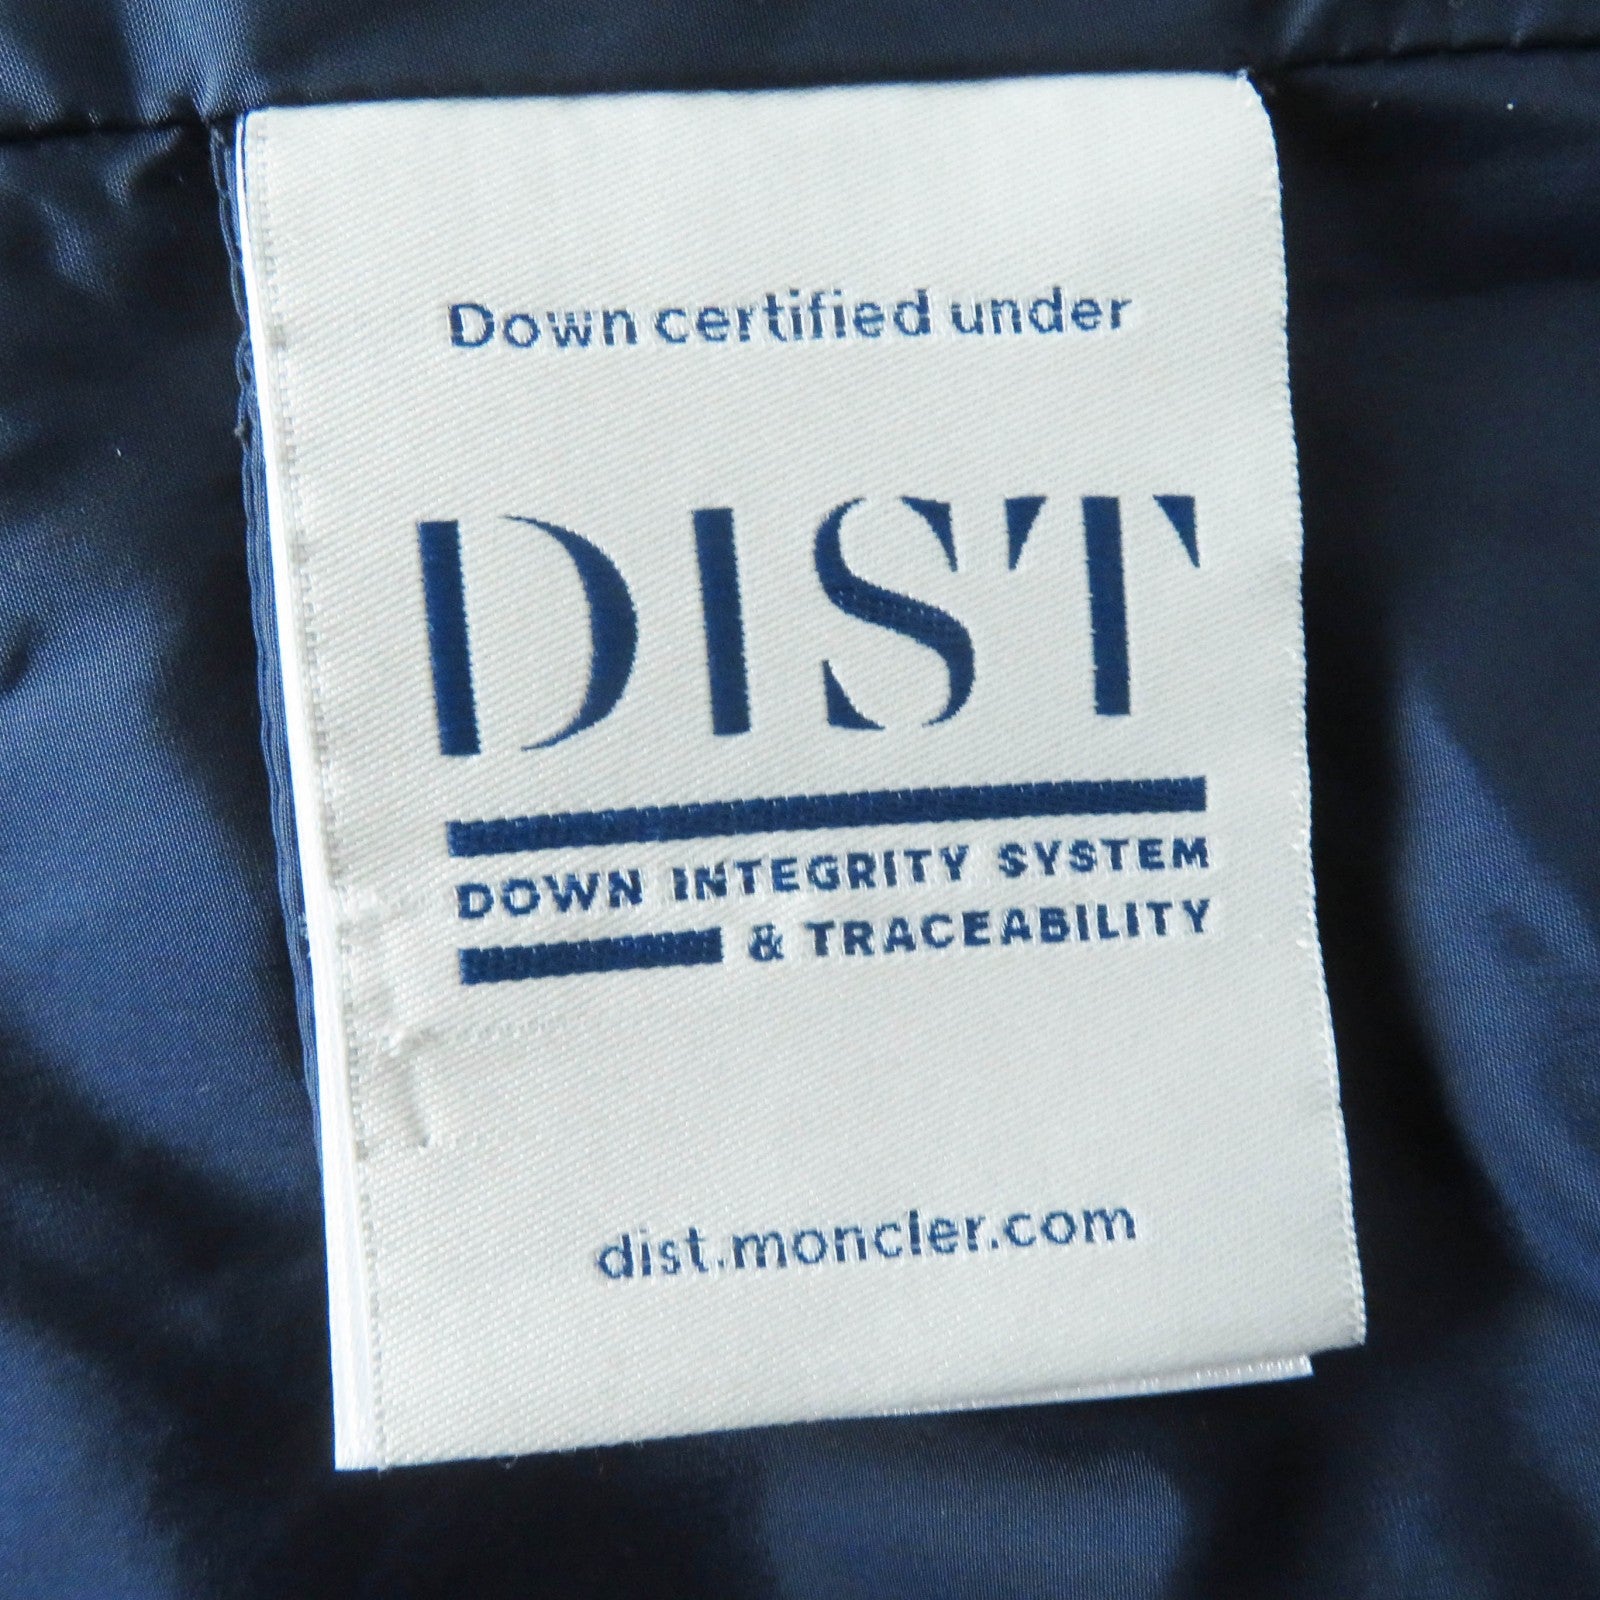 Down certified under
DIST
DOWN INTEGRITY SYSTEM
& TRACEABILITY
dist.moncler.com